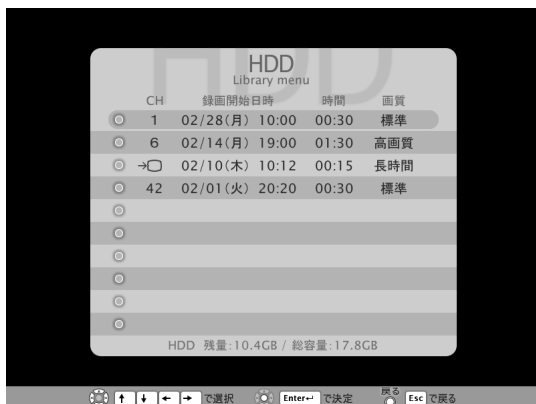 HDD
HDD
Library menu
CH 録画開始日時 時間 画質
1 02/28(月) 10:00 00:30 標準
6 02/14(月) 19:00 01:30 高画質
→ 02/10(木) 10:12 00:15 長時間
42 02/01(火) 20:20 00:30 標準
HDD 残量:10.4GB / 総容量:17.8GB
↑ ↓ ← → で選択 Enter↵ で決定 戻る Esc で戻る